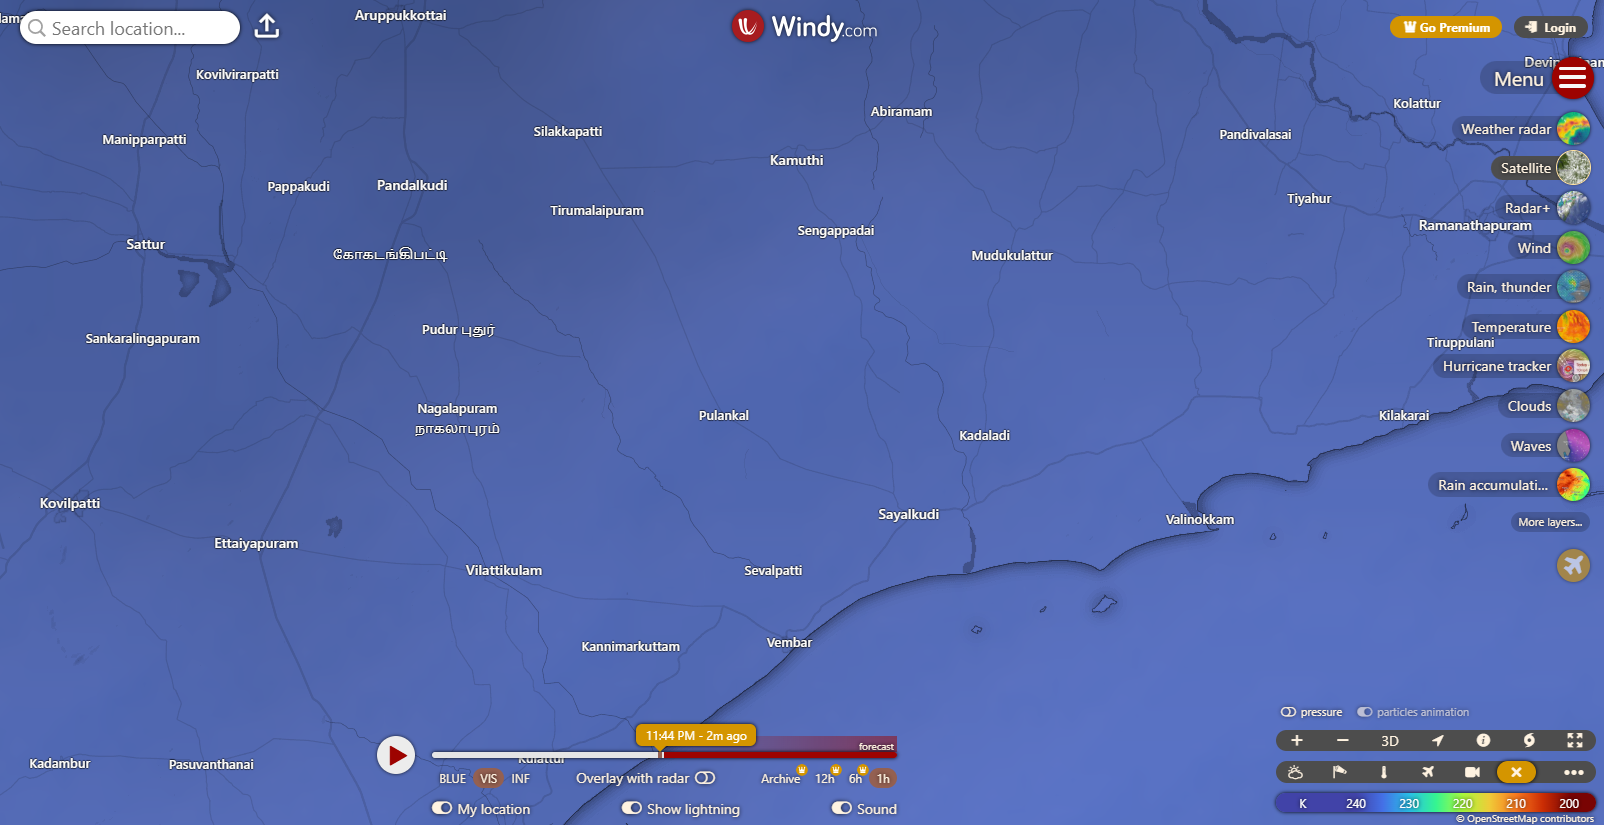 Search location...
Aruppukkottai
Windy.com
Go Premium
Login
Menu
Kovilvirarpatti
Kolattur
Abiramam
Silakkapatti
Manipparpatti
Pandivalasai
Weather radar
Kamuthi
Satellite
Pappakudi
Pandalkudi
Tirumalaipuram
Tiyahur
Radar+
Ramanathapuram
Sengappadai
Sattur
Wind
கோகடங்கிபட்டி
Mudukulattur
Rain, thunder
Temperature
Pudur புதூர்
Sankaralingapuram
Tiruppulani
Hurricane tracker
Nagalapuram
நாகலாபுரம்
Clouds
Pulankal
Kilakarai
Kadaladi
Waves
Rain accumulati...
Kovilpatti
Sayalkudi
Valinokkam
More layers...
Ettaiyapuram
Vilattikulam
Sevalpatti
Kannimarkuttam
Vembar
pressure
particles animation
11:44 PM - 2m ago
forecast
+ − 3D
Kadambur
Pasuvanthanai
BLUE VIS INF
Overlay with radar
Archive 12h 6h 1h
My location
Show lightning
Sound
K 240 230 220 210 200
© OpenStreetMap contributors